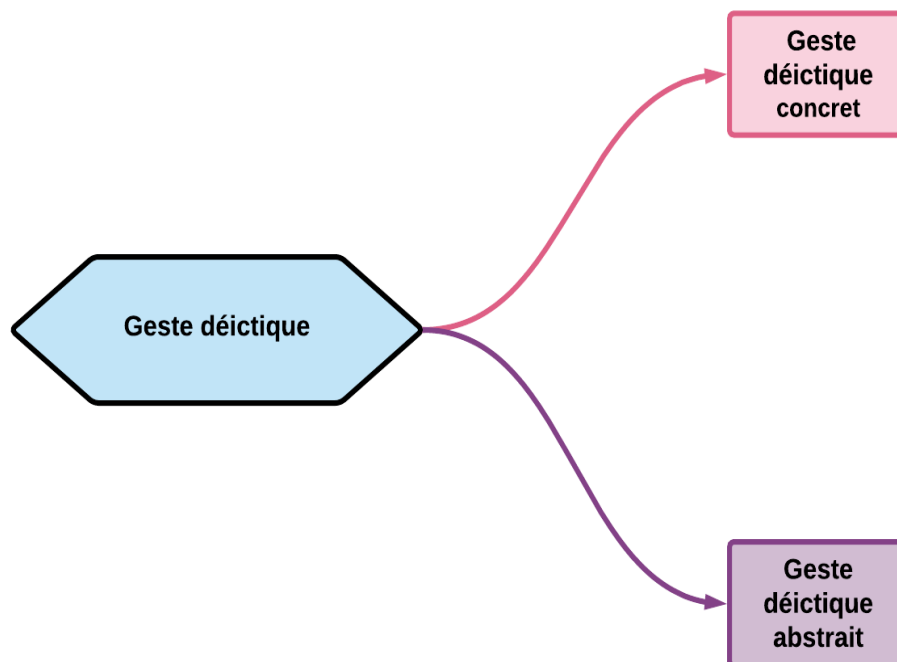 Geste
déictique
concret
Geste déictique
Geste
déictique
abstrait